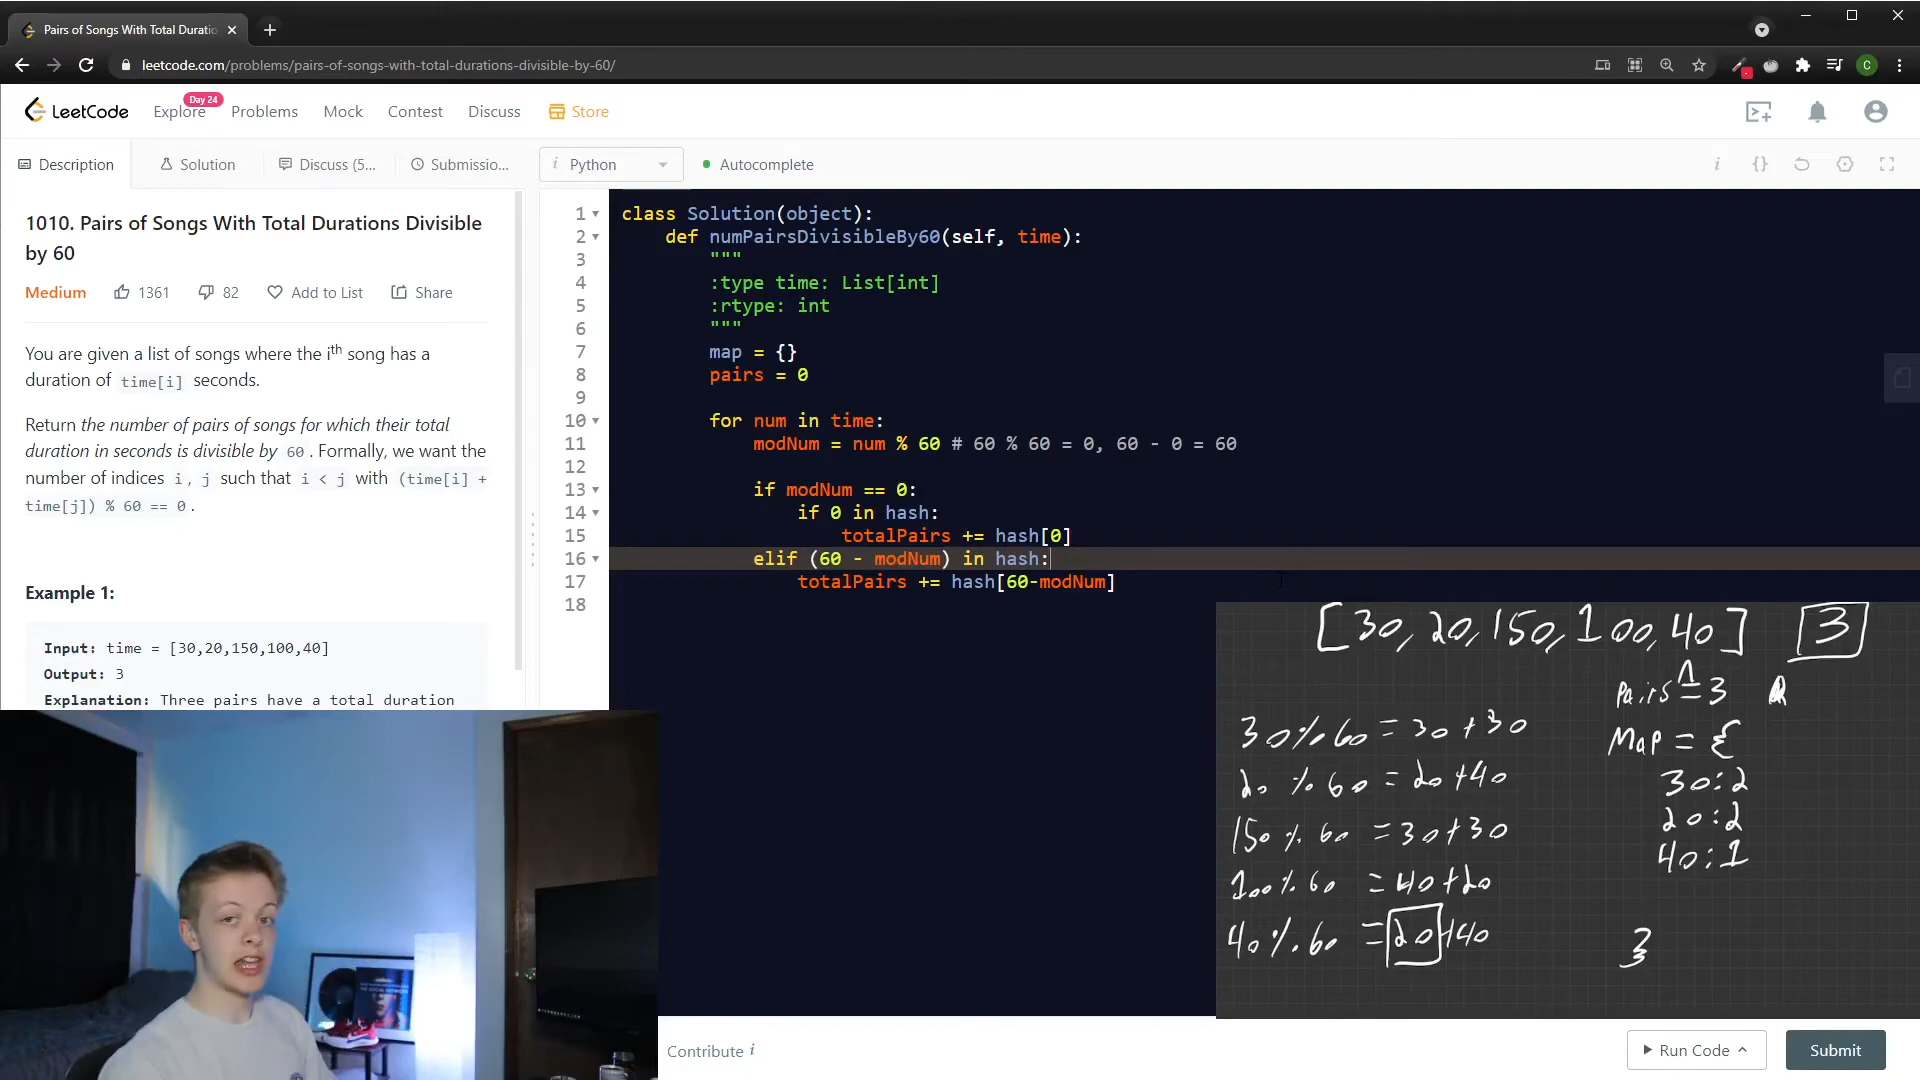 Pairs of Songs With Total Duratio
leetcode.com/problems/pairs-of-songs-with-total-durations-divisible-by-60/
C
LeetCode
Explore
Day 24
Problems
Mock
Contest
Discuss
Store
Description
Solution
Discuss (5...
Submissio...
i Python
Autocomplete
1010. Pairs of Songs With Total Durations Divisible
by 60
Medium
1361
82
Add to List
Share
You are given a list of songs where the ith song has a
duration of time[i] seconds.
Return the number of pairs of songs for which their total
duration in seconds is divisible by 60. Formally, we want the
number of indices i, j such that i < j with (time[i] +
time[j]) % 60 == 0.
Example 1:
Input: time = [30,20,150,100,40]
Output: 3
Explanation: Three pairs have a total duration
1 class Solution(object):
2 def numPairsDivisibleBy60(self, time):
3 """
4 :type time: List[int]
5 :rtype: int
6 """
7 map = {}
8 pairs = 0
9
10 for num in time:
11 modNum = num % 60 # 60 % 60 = 0, 60 - 0 = 60
12
13 if modNum == 0:
14 if 0 in hash:
15 totalPairs += hash[0]
16 elif (60 - modNum) in hash:
17 totalPairs += hash[60-modNum]
18
[30, 20, 150, 100, 40] 3
Pairs = 3
Map = {
30:2
20:2
40:1
}
30 % 60 = 30 + 30
20 % 60 = 20 + 40
150 % 60 = 30 + 30
100 % 60 = 40 + 20
40 % 60 = 20 + 40
Contribute i
Run Code
Submit